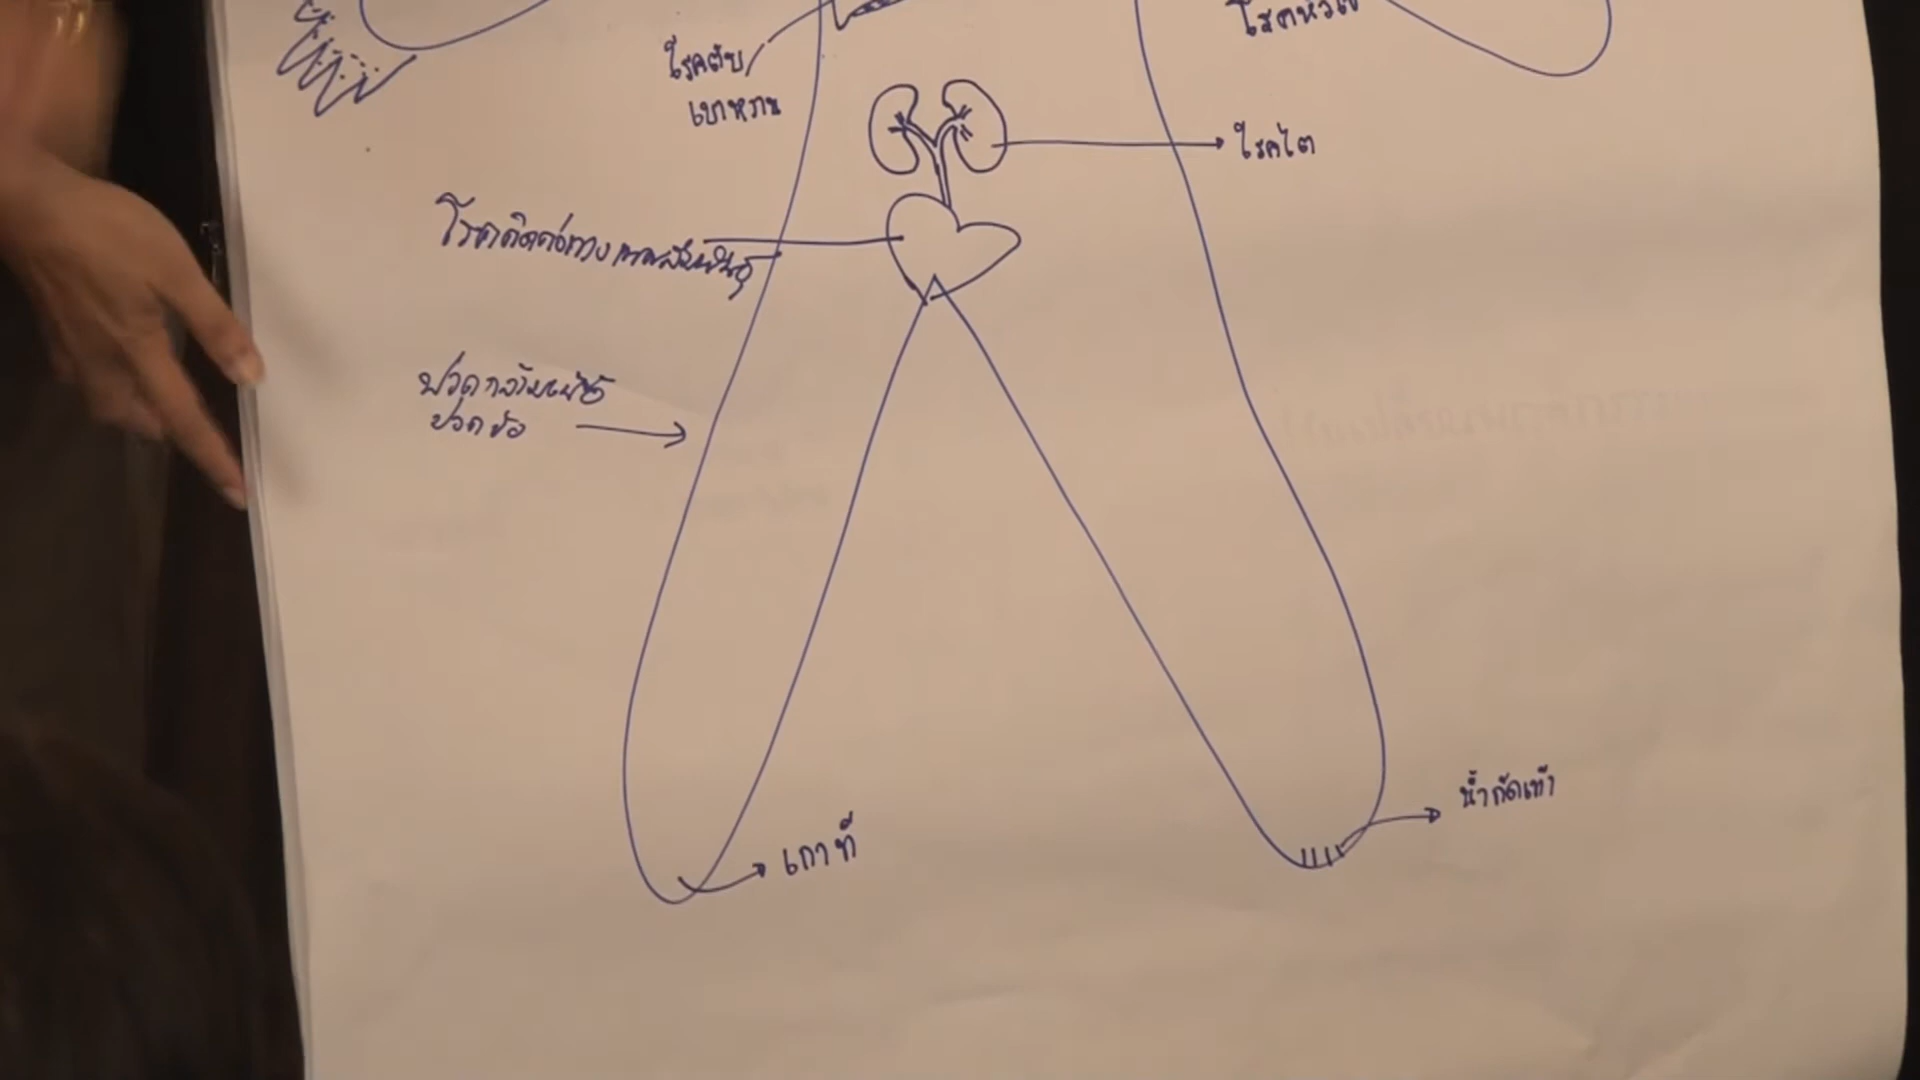 โรคหัวใจ
โรคตับ/
เบาหวาน
โรคไต
โรคติดต่อทางเพศสัมพันธุ์
ปวดกล้ามเนื้อ
ปวดข้อ
น้ำกัดเท้า
เกาท์